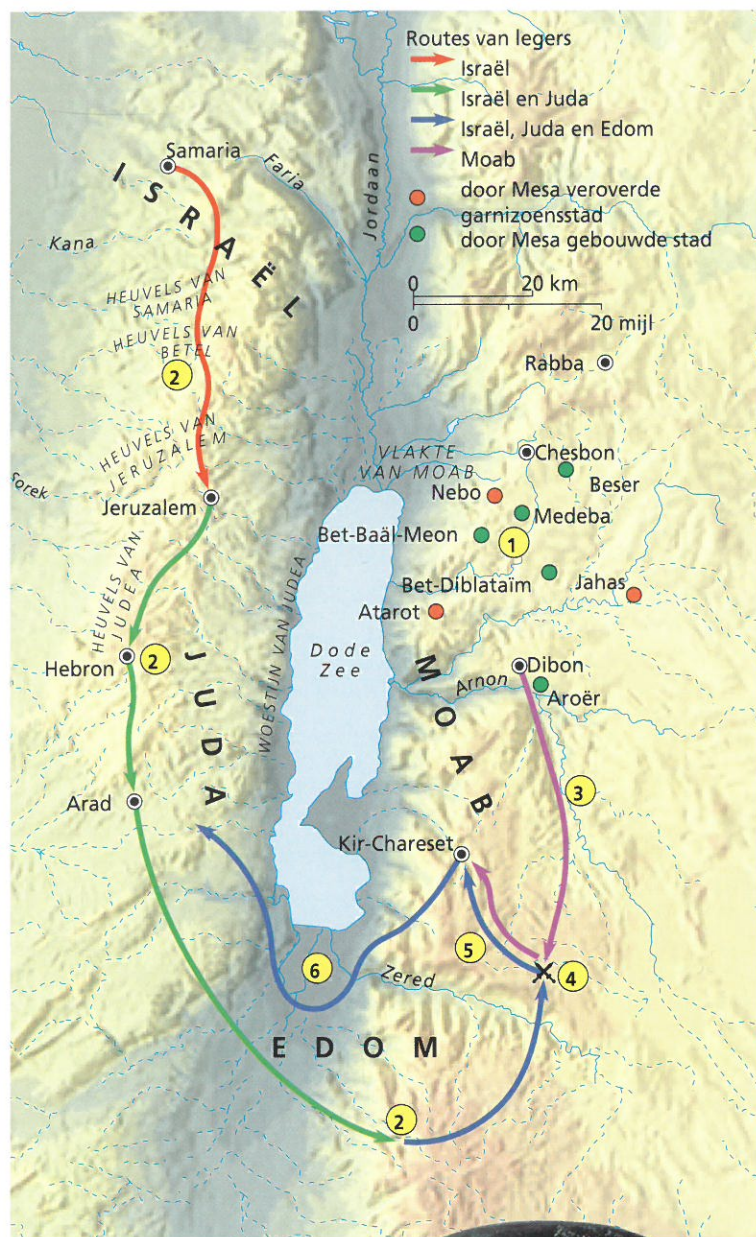 Routes van legers
Israël
Israël en Juda
Israël, Juda en Edom
Moab
door Mesa veroverde
garnizoensstad
door Mesa gebouwde stad
0 20 km
0 20 mijl
Samaria
Faria
Jordaan
ISRAËL
Kana
HEUVELS VAN
SAMARIA
HEUVELS VAN
BETEL
2
Rabba
HEUVELS VAN
JERUZALEM
Sorek
Jeruzalem
VLAKTE
VAN MOAB
Chesbon
Beser
Nebo
Medeba
Bet-Baäl-Meon
1
Bet-Diblataïm
Jahas
Atarot
HEUVELS VAN
JUDEA
WOESTIJN VAN JUDEA
Hebron
2
JUDA
Dode
Zee
MOAB
Arnon
Dibon
Aroër
Arad
3
Kir-Chareset
5
4
6
Zered
EDOM
2